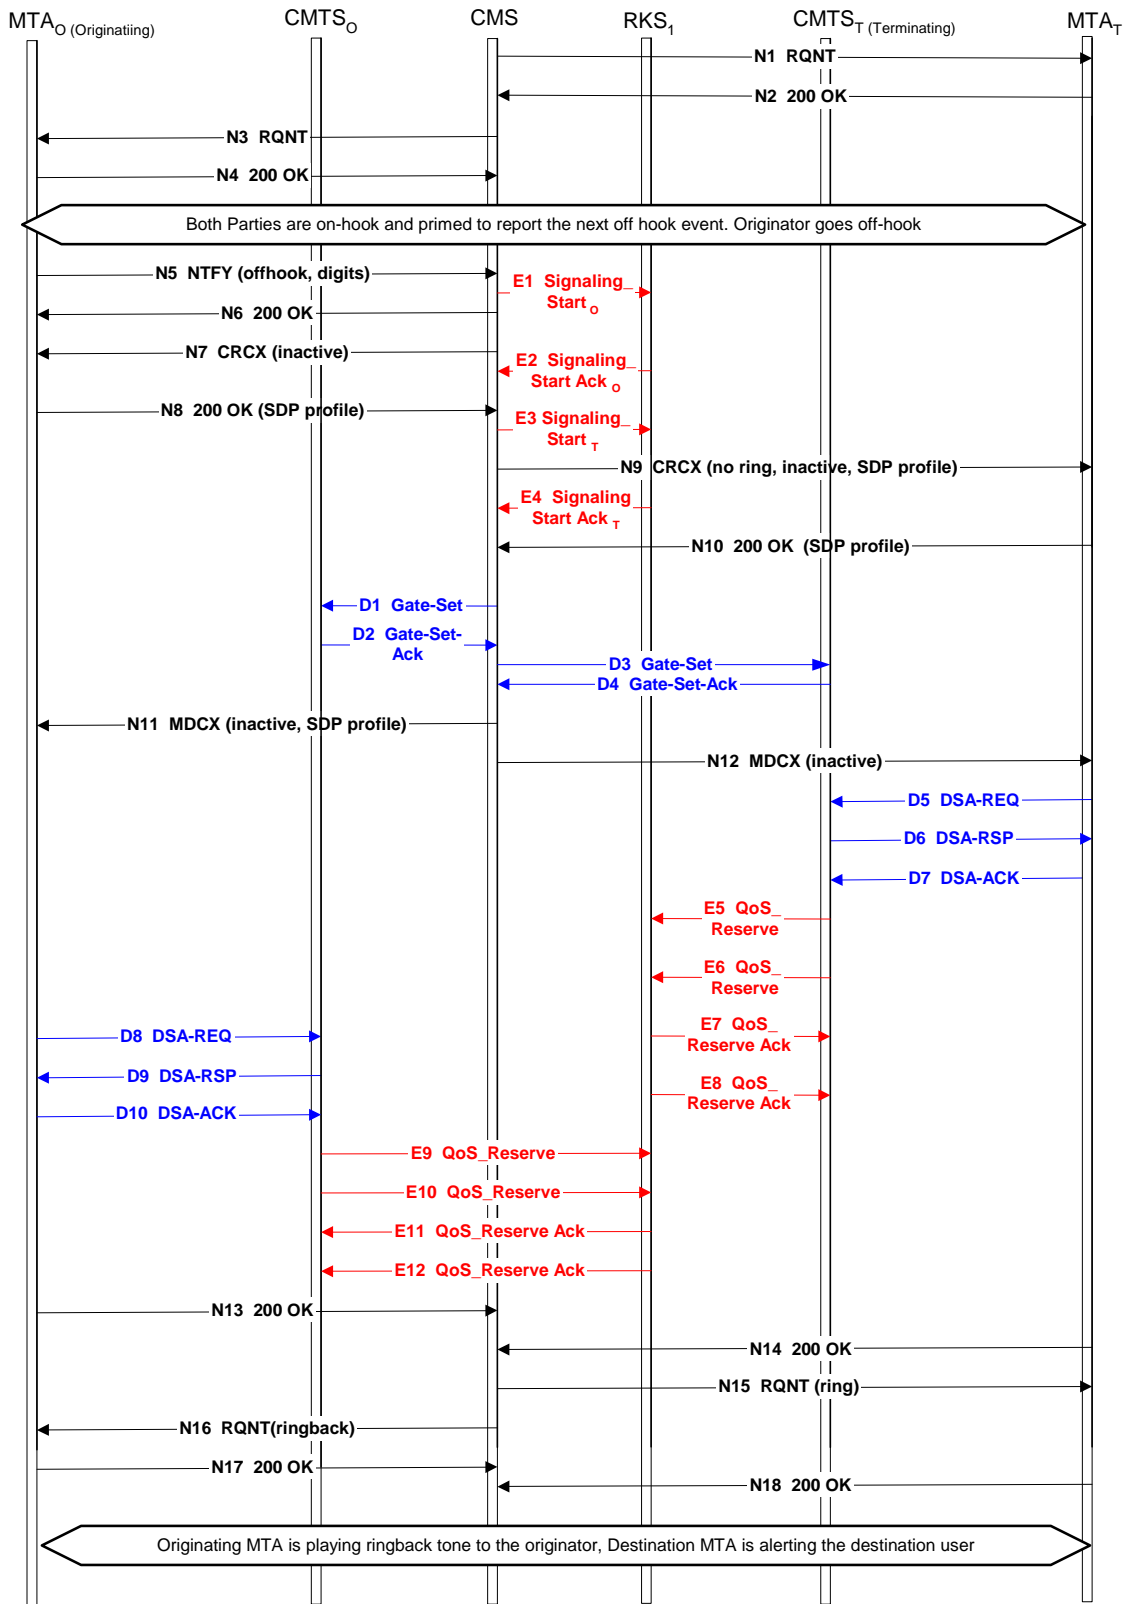 MTAO (Originatiing) CMTSO CMS RKS1 CMTST (Terminating) MTAT
N1 RQNT
N2 200 OK
N3 RQNT
N4 200 OK
Both Parties are on-hook and primed to report the next off hook event. Originator goes off-hook
N5 NTFY (offhook, digits)
E1 Signaling_
Start O
N6 200 OK
N7 CRCX (inactive)
E2 Signaling_
Start Ack O
N8 200 OK (SDP profile)
E3 Signaling_
Start T
N9 CRCX (no ring, inactive, SDP profile)
E4 Signaling
Start Ack T
N10 200 OK (SDP profile)
D1 Gate-Set
D2 Gate-Set-
Ack
D3 Gate-Set
D4 Gate-Set-Ack
N11 MDCX (inactive, SDP profile)
N12 MDCX (inactive)
D5 DSA-REQ
D6 DSA-RSP
D7 DSA-ACK
E5 QoS_
Reserve
E6 QoS_
Reserve
D8 DSA-REQ
E7 QoS_
Reserve Ack
D9 DSA-RSP
E8 QoS_
Reserve Ack
D10 DSA-ACK
E9 QoS_Reserve
E10 QoS_Reserve
E11 QoS_Reserve Ack
E12 QoS_Reserve Ack
N13 200 OK
N14 200 OK
N15 RQNT (ring)
N16 RQNT(ringback)
N17 200 OK
N18 200 OK
Originating MTA is playing ringback tone to the originator, Destination MTA is alerting the destination user